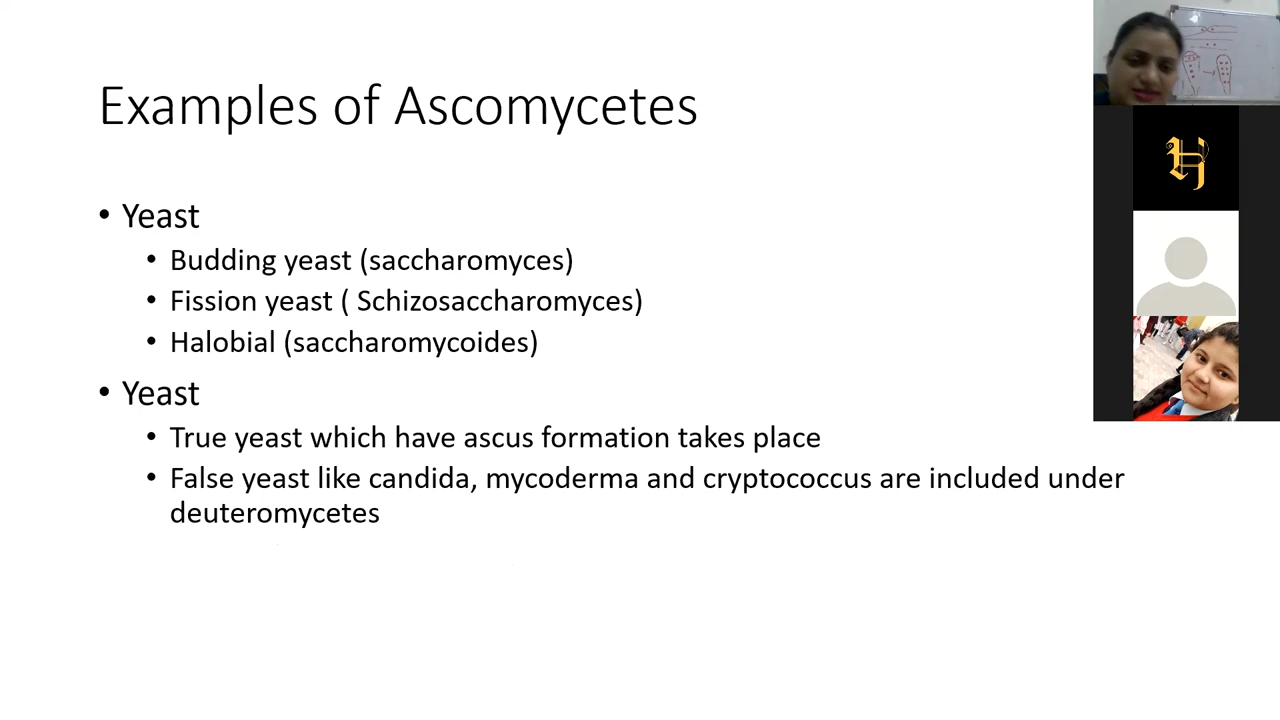 Examples of Ascomycetes
• Yeast
• Budding yeast (saccharomyces)
• Fission yeast ( Schizosaccharomyces)
• Halobial (saccharomycoides)
• Yeast
• True yeast which have ascus formation takes place
• False yeast like candida, mycoderma and cryptococcus are included under
deuteromycetes